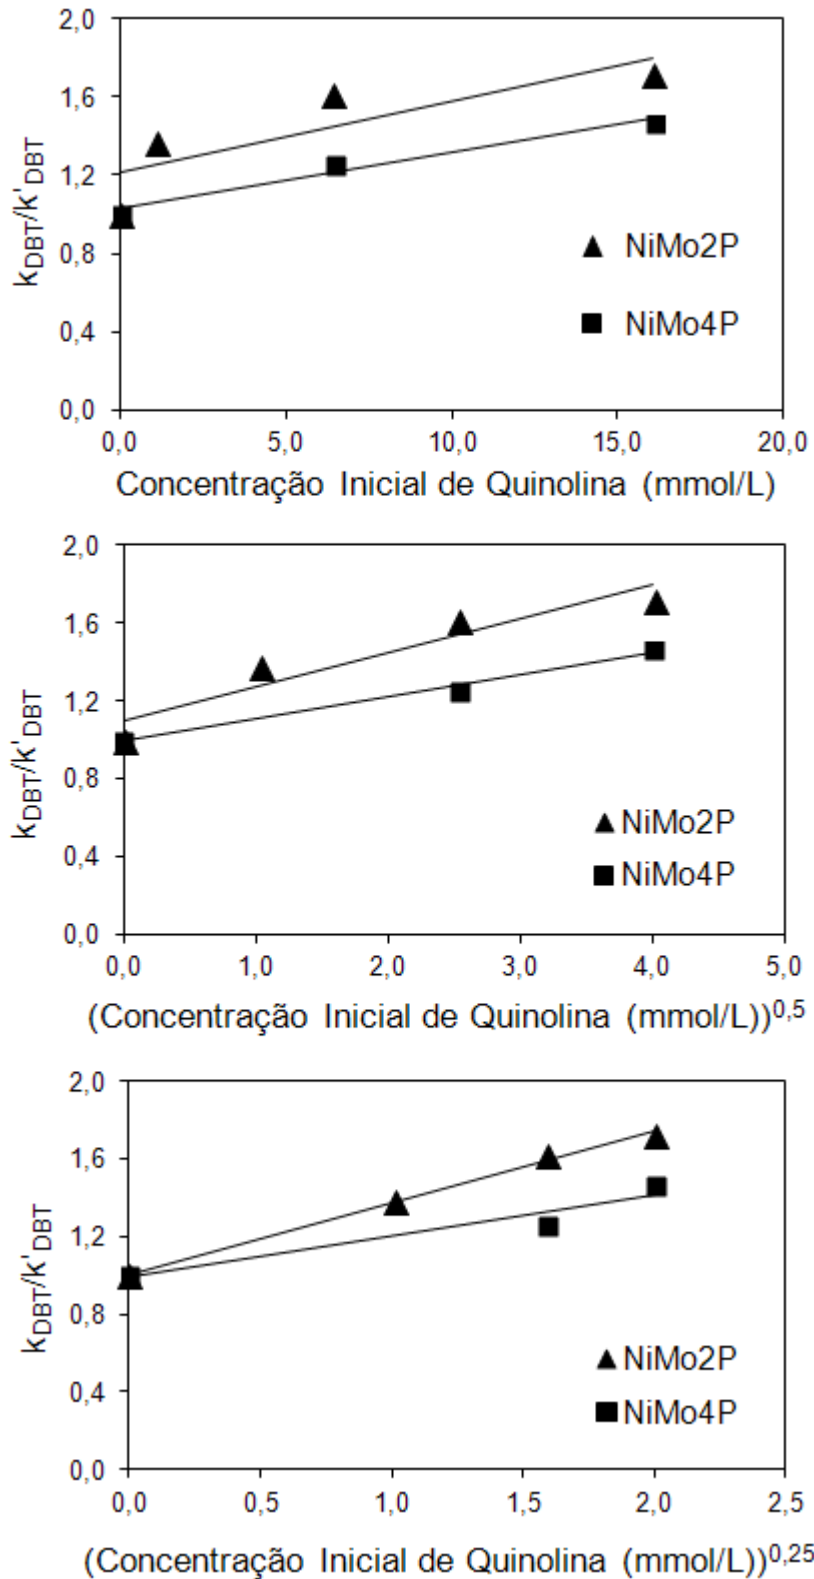 2,0
1,6
1,2
0,8
0,4
0,0
kDBT/k'DBT
NiMo2P
NiMo4P
0,0 5,0 10,0 15,0 20,0
Concentração Inicial de Quinolina (mmol/L)
2,0
1,6
1,2
0,8
0,4
0,0
kDBT/k'DBT
NiMo2P
NiMo4P
0,0 1,0 2,0 3,0 4,0 5,0
(Concentração Inicial de Quinolina (mmol/L))0,5
2,0
1,6
1,2
0,8
0,4
0,0
kDBT/k'DBT
NiMo2P
NiMo4P
0,0 0,5 1,0 1,5 2,0 2,5
(Concentração Inicial de Quinolina (mmol/L))0,25